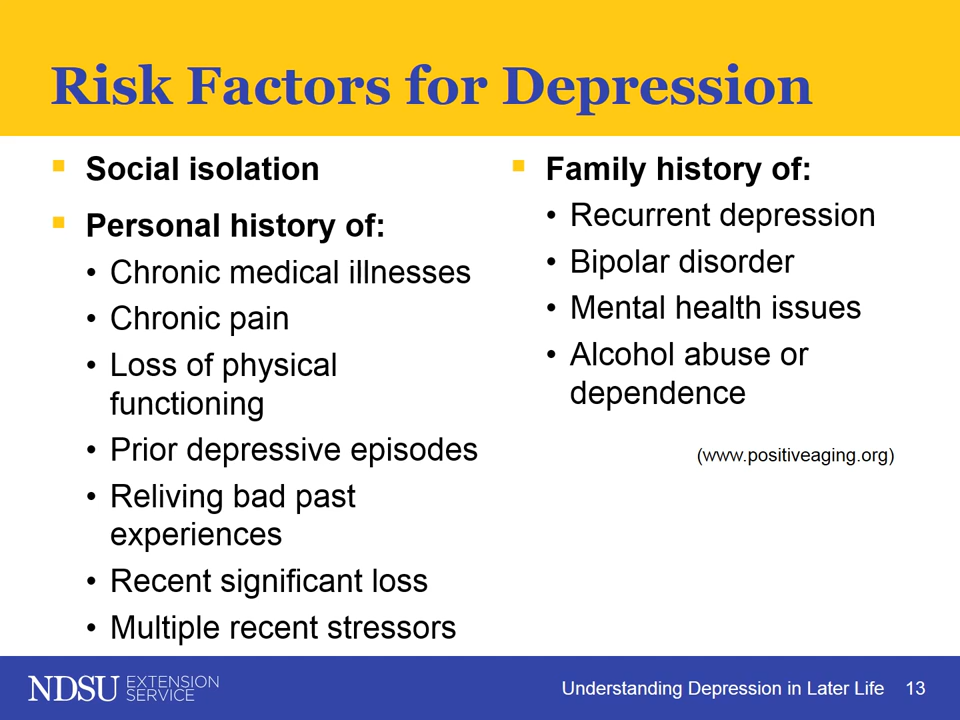 Risk Factors for Depression
Social isolation
Personal history of:
• Chronic medical illnesses
• Chronic pain
• Loss of physical
functioning
• Prior depressive episodes
• Reliving bad past
experiences
• Recent significant loss
• Multiple recent stressors
Family history of:
• Recurrent depression
• Bipolar disorder
• Mental health issues
• Alcohol abuse or
dependence
(www.positiveaging.org)
NDSU EXTENSION
SERVICE
Understanding Depression in Later Life 13